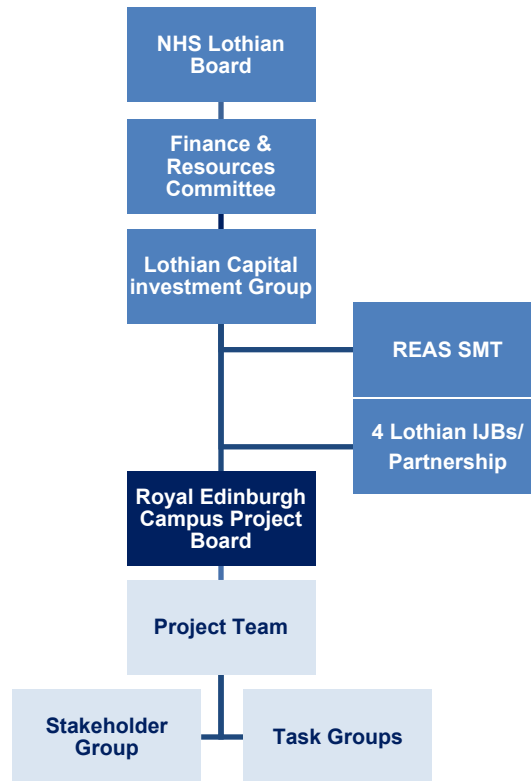 NHS Lothian
Board
Finance &
Resources
Committee
Lothian Capital
investment Group
REAS SMT
4 Lothian IJBs/
Partnership
Royal Edinburgh
Campus Project
Board
Project Team
Stakeholder
Group
Task Groups